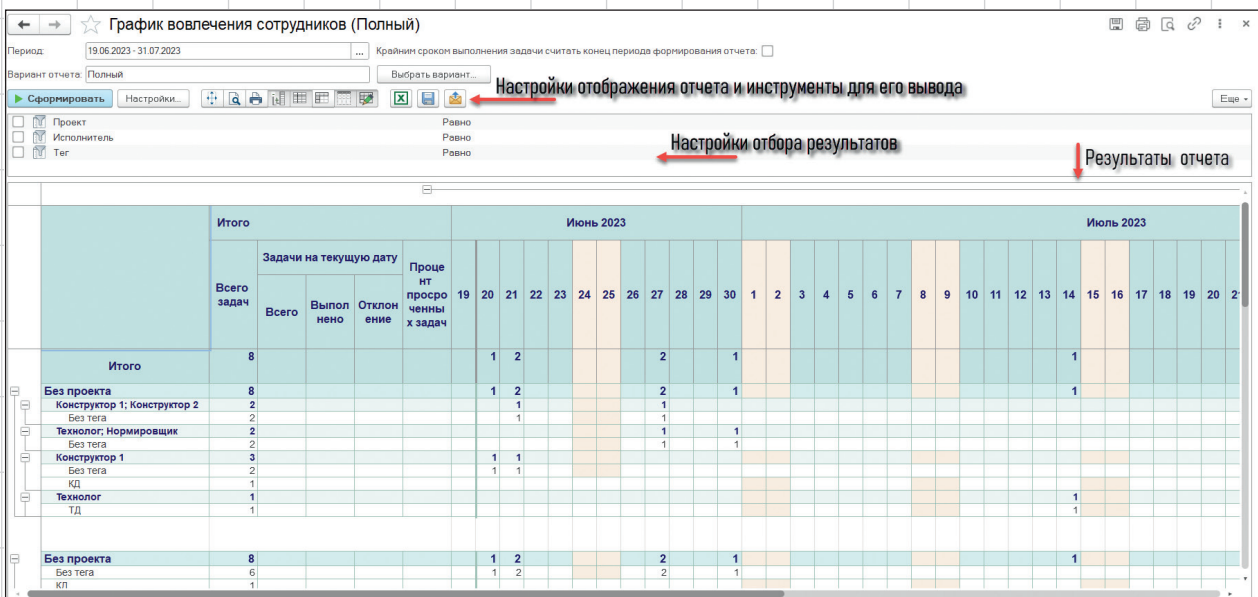 График вовлечения сотрудников (Полный)
Период: 19.06.2023 - 31.07.2023 ... Крайним сроком выполнения задачи считать конец периода формирования отчета:
Вариант отчета: Полный Выбрать вариант...
Сформировать Настройки... Настройки отображения отчета и инструменты для его вывода Еще
Проект Равно
Исполнитель Равно
Тег Равно
Настройки отбора результатов
Результаты отчета
Итого Июнь 2023 Июль 2023
Всего задач Задачи на текущую дату Процент просроченных задач 19 20 21 22 23 24 25 26 27 28 29 30 1 2 3 4 5 6 7 8 9 10 11 12 13 14 15 16 17 18 19 20
Всего Выполнено Отклонение
Итого 8 1 2 2 1 1
Без проекта 8 1 2 2 1 1
Конструктор 1; Конструктор 2 2 1 1
Без тега 2 1 1
Технолог; Нормировщик 2 1 1
Без тега 2 1 1
Конструктор 1 3 1 1
Без тега 2 1 1
КД 1
Технолог 1 1
ТД 1 1
Без проекта 8 1 2 2 1 1
Без тега 6 1 2 2 1
КД 1